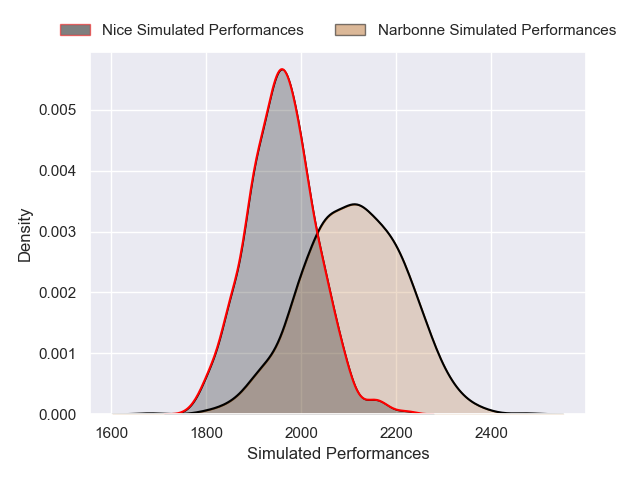 Nice Simulated Performances
Narbonne Simulated Performances
0.005
0.004
0.003
0.002
0.001
0.000
Density
1600 1800 2000 2200 2400
Simulated Performances